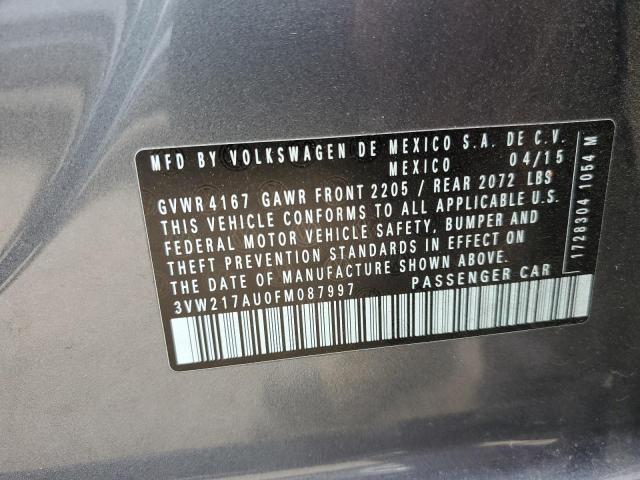 MFD BY VOLKSWAGEN DE MEXICO S.A. DE C.V.
MEXICO 04/15
GVWR 4167 GAWR FRONT 2205 / REAR 2072 LBS
THIS VEHICLE CONFORMS TO ALL APPLICABLE U.S.
FEDERAL MOTOR VEHICLE SAFETY, BUMPER AND
THEFT PREVENTION STANDARDS IN EFFECT ON
THE DATE OF MANUFACTURE SHOWN ABOVE.
3VW217AU0FM087997 PASSENGER CAR
1728304 1054 M